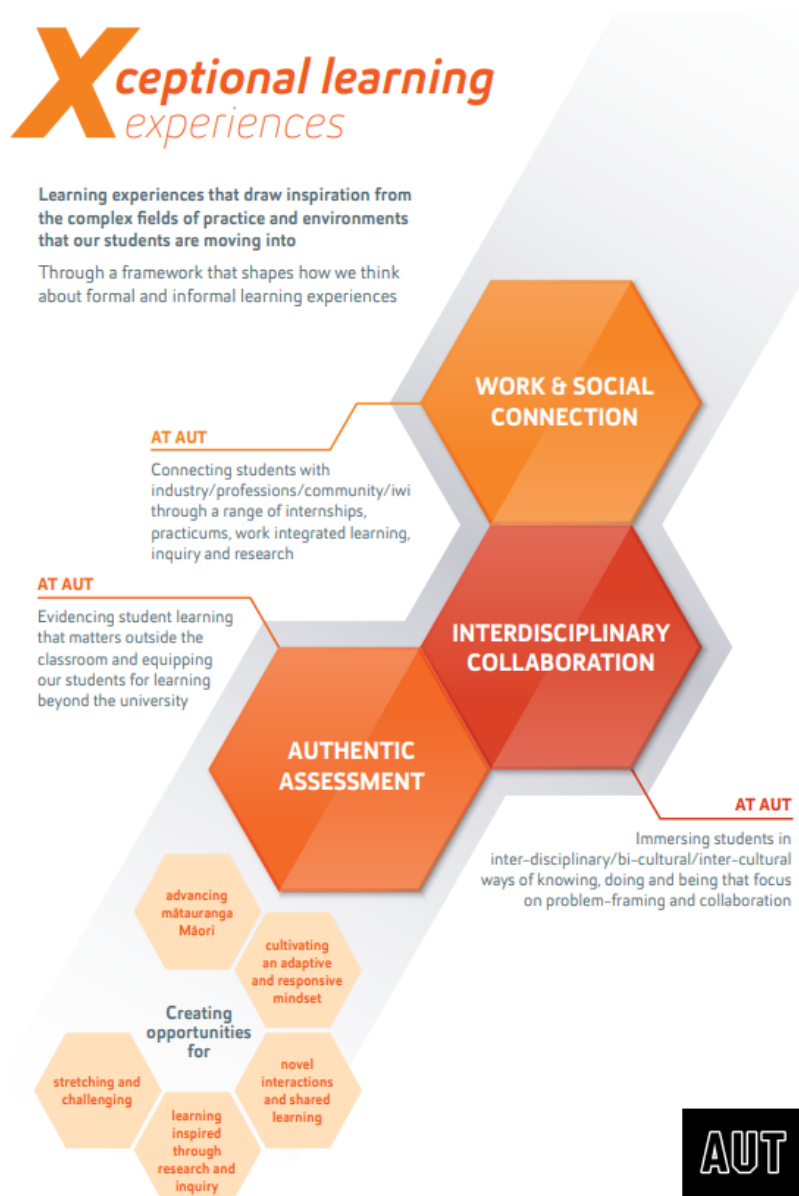 Xceptional learning
experiences
Learning experiences that draw inspiration from
the complex fields of practice and environments
that our students are moving into
Through a framework that shapes how we think
about formal and informal learning experiences
WORK & SOCIAL
CONNECTION
AT AUT
Connecting students with
industry/professions/community/iwi
through a range of internships,
practicums, work integrated learning,
inquiry and research
AT AUT
Evidencing student learning
that matters outside the
classroom and equipping
our students for learning
beyond the university
INTERDISCIPLINARY
COLLABORATION
AUTHENTIC
ASSESSMENT
AT AUT
Immersing students in
inter-disciplinary/bi-cultural/inter-cultural
ways of knowing, doing and being that focus
on problem-framing and collaboration
advancing
mātauranga
Māori
cultivating
an adaptive
and responsive
mindset
Creating
opportunities
for
novel
interactions
and shared
learning
stretching and
challenging
learning
inspired
through
research and
inquiry
AUT